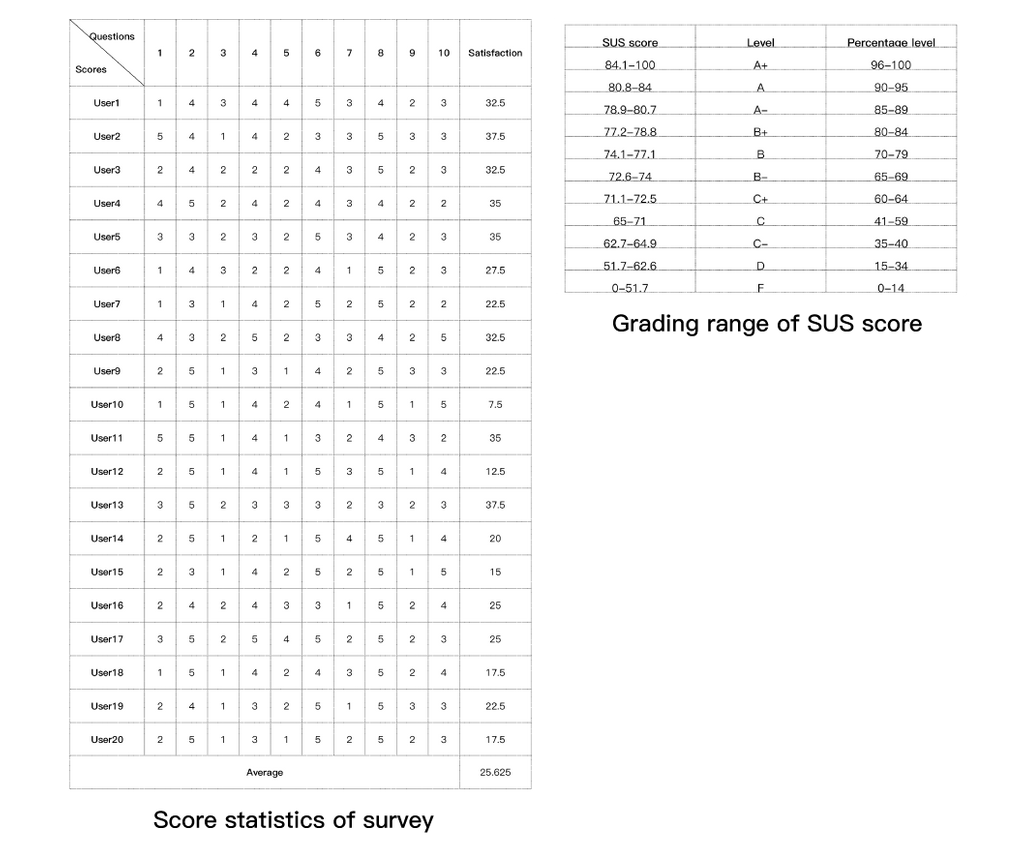 Questions
Scores
1 2 3 4 5 6 7 8 9 10 Satisfaction
User1 1 4 3 4 4 5 3 4 2 3 32.5
User2 5 4 1 4 2 3 3 5 3 3 37.5
User3 2 4 2 2 2 4 3 5 2 3 32.5
User4 4 5 2 4 2 4 3 4 2 2 35
User5 3 3 2 3 2 5 3 4 2 3 35
User6 1 4 3 2 2 4 1 5 2 3 27.5
User7 1 3 1 4 2 5 2 5 2 2 22.5
User8 4 3 2 5 2 3 3 4 2 5 32.5
User9 2 5 1 3 1 4 2 5 3 3 22.5
User10 1 5 1 4 2 4 1 5 1 5 7.5
User11 5 5 1 4 1 3 2 4 3 2 35
User12 2 5 1 4 1 5 3 5 1 4 12.5
User13 3 5 2 3 3 3 2 3 2 3 37.5
User14 2 5 1 2 1 5 4 5 1 4 20
User15 2 3 1 4 2 5 2 5 1 5 15
User16 2 4 2 4 3 3 1 5 2 4 25
User17 3 5 2 5 4 5 2 5 2 3 25
User18 1 5 1 4 2 4 3 5 2 4 17.5
User19 2 4 1 3 2 5 1 5 3 3 22.5
User20 2 5 1 3 1 5 2 5 2 3 17.5
Average 25.625
Score statistics of survey
SUS score Level Percentage level
84.1–100 A+ 96–100
80.8–84 A 90–95
78.9–80.7 A– 85–89
77.2–78.8 B+ 80–84
74.1–77.1 B 70–79
72.6–74 B– 65–69
71.1–72.5 C+ 60–64
65–71 C 41–59
62.7–64.9 C– 35–40
51.7–62.6 D 15–34
0–51.7 F 0–14
Grading range of SUS score